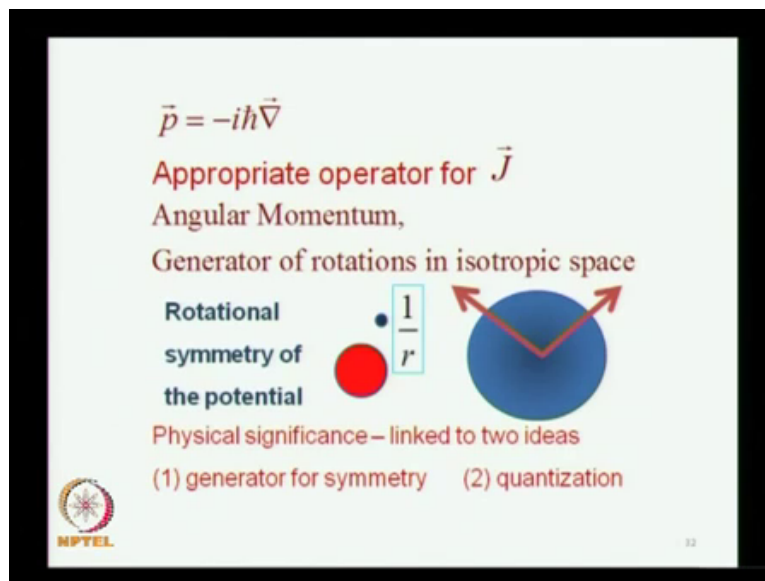 p⃗ = −iħ∇⃗
Appropriate operator for J⃗
Angular Momentum,
Generator of rotations in isotropic space
Rotational
symmetry of
the potential
1
r
Physical significance – linked to two ideas
(1) generator for symmetry (2) quantization
NPTEL
32